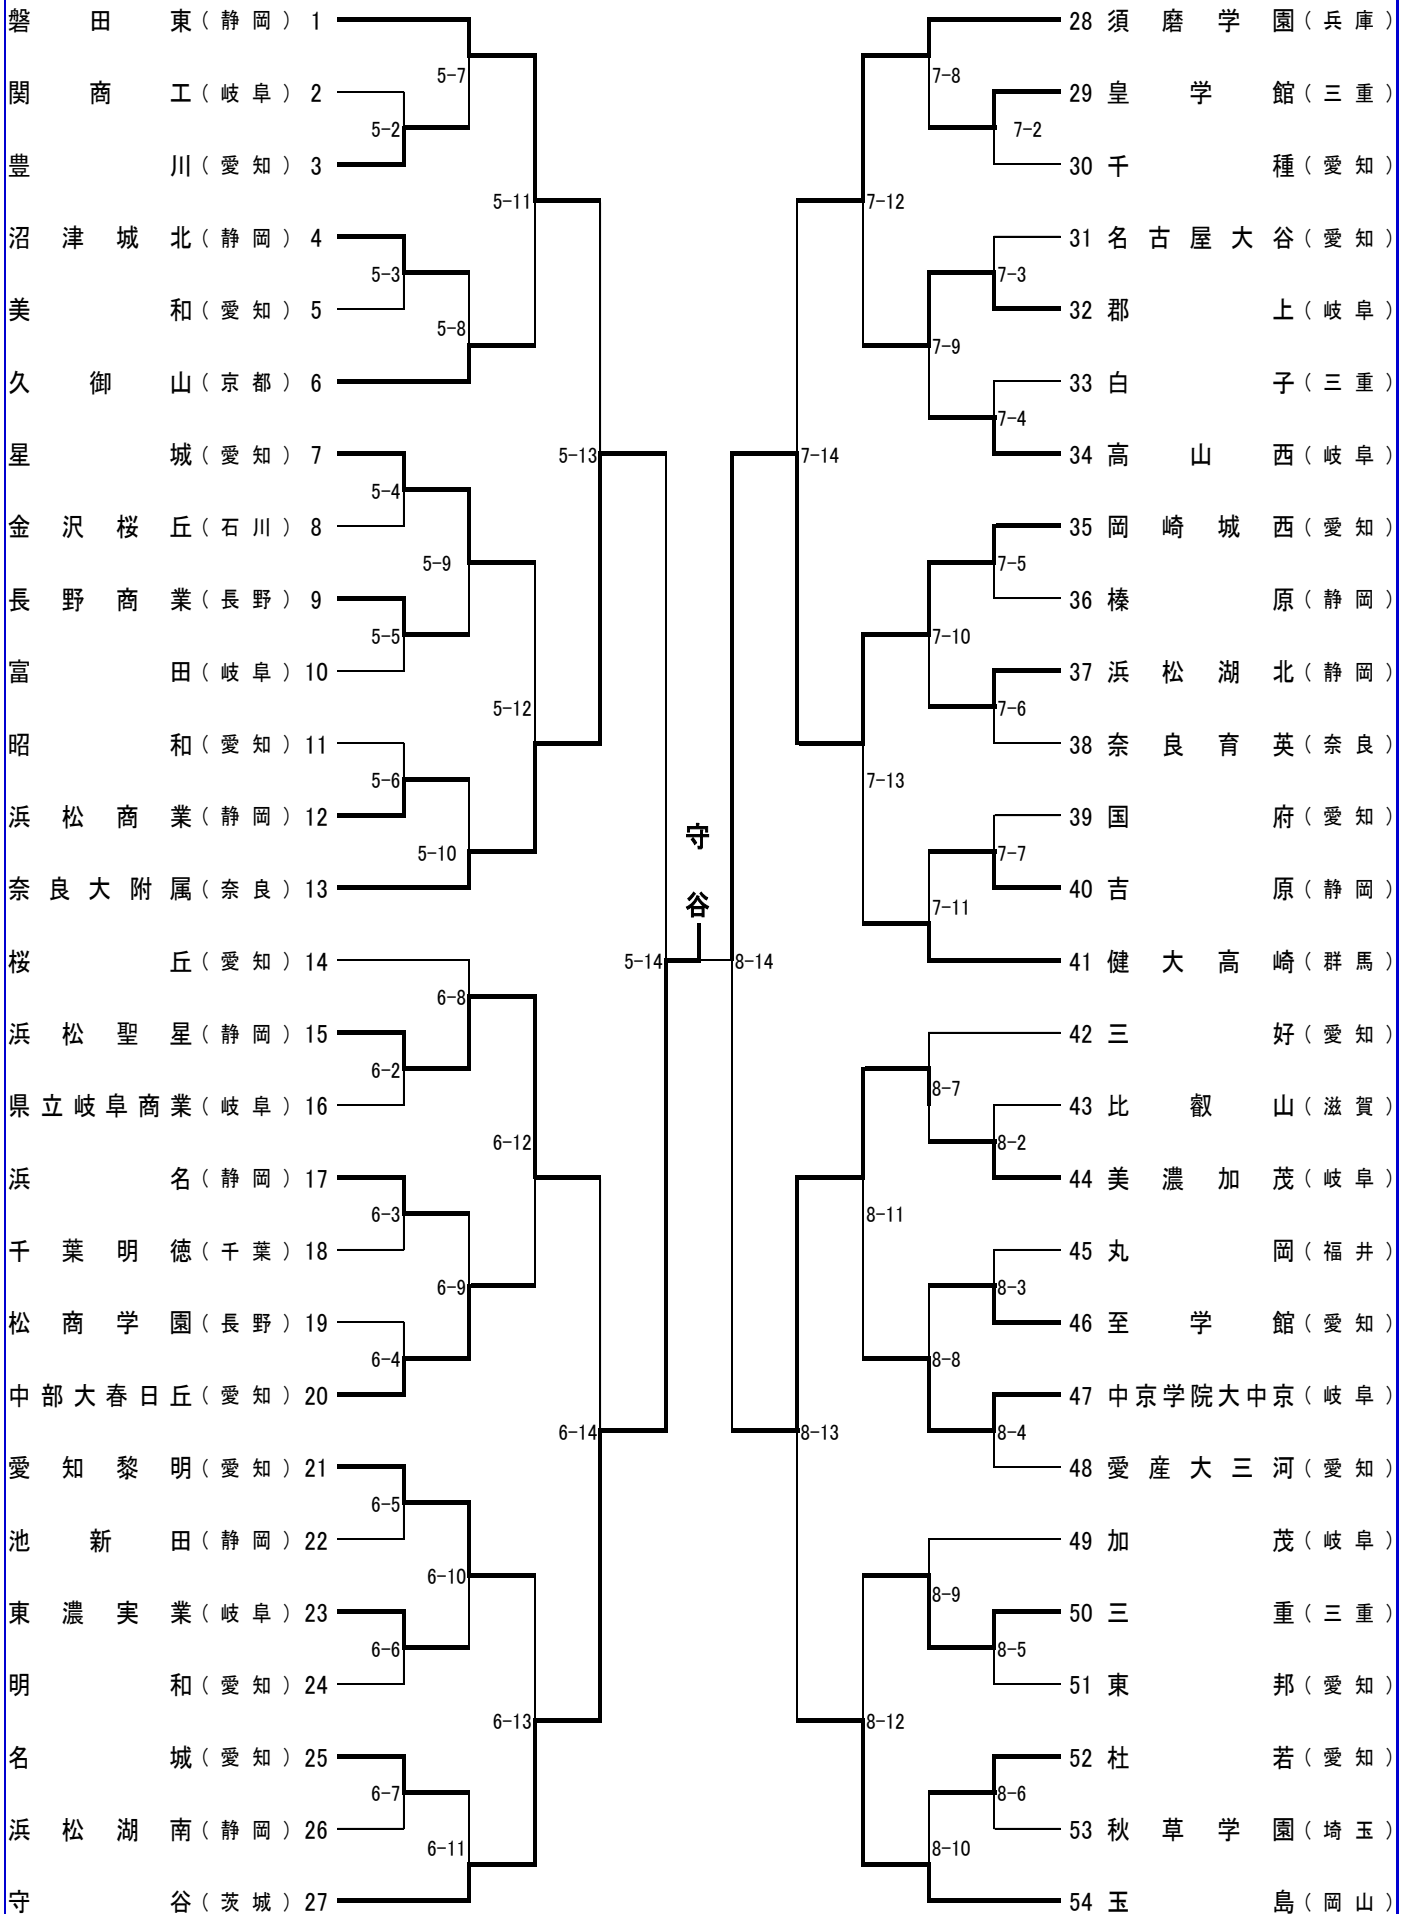 磐田東（静岡）1
5-7
関商工（岐阜）2
5-2
豊川（愛知）3
5-11
沼津城北（静岡）4
5-3
美和（愛知）5
5-8
久御山（京都）6
5-13
星城（愛知）7
5-4
金沢桜丘（石川）8
5-9
長野商業（長野）9
5-5
富田（岐阜）10
5-12
昭和（愛知）11
5-6
浜松商業（静岡）12
5-10
奈良大附属（奈良）13
5-14
桜丘（愛知）14
6-8
浜松聖星（静岡）15
6-2
県立岐阜商業（岐阜）16
6-12
浜名（静岡）17
6-3
千葉明徳（千葉）18
6-9
松商学園（長野）19
6-4
中部大春日丘（愛知）20
6-14
愛知黎明（愛知）21
6-5
池新田（静岡）22
6-10
東濃実業（岐阜）23
6-6
明和（愛知）24
6-13
名城（愛知）25
6-7
浜松湖南（静岡）26
6-11
守谷（茨城）27
守谷
28 須磨学園（兵庫）
7-8
29 皇学館（三重）
7-2
30 千種（愛知）
7-12
31 名古屋大谷（愛知）
7-3
32 郡上（岐阜）
7-9
33 白子（三重）
7-4
34 高山西（岐阜）
7-14
35 岡崎城西（愛知）
7-5
36 榛原（静岡）
7-10
37 浜松湖北（静岡）
7-6
38 奈良育英（奈良）
7-13
39 国府（愛知）
7-7
40 吉原（静岡）
7-11
41 健大高崎（群馬）
8-14
42 三好（愛知）
8-7
43 比叡山（滋賀）
8-2
44 美濃加茂（岐阜）
8-11
45 丸岡（福井）
8-3
46 至学館（愛知）
8-8
47 中京学院大中京（岐阜）
8-4
48 愛産大三河（愛知）
8-13
49 加茂（岐阜）
8-9
50 三重（三重）
8-5
51 東邦（愛知）
8-12
52 杜若（愛知）
8-6
53 秋草学園（埼玉）
8-10
54 玉島（岡山）